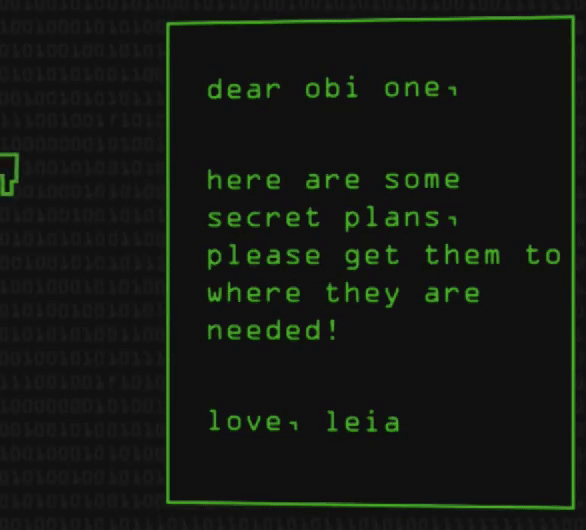 dear obi one,
here are some
secret plans,
please get them to
where they are
needed!
love, leia